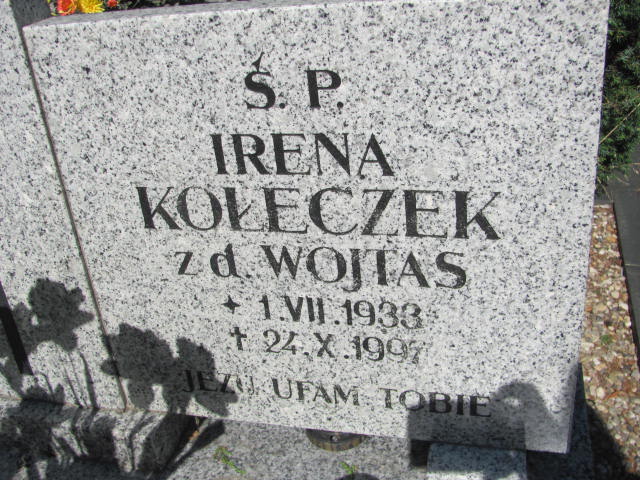 Ś. P.
IRENA
KOŁECZEK
z d. WOJTAS
+ 1.VII.1933
† 24.X.1997
JEZU UFAM TOBIE